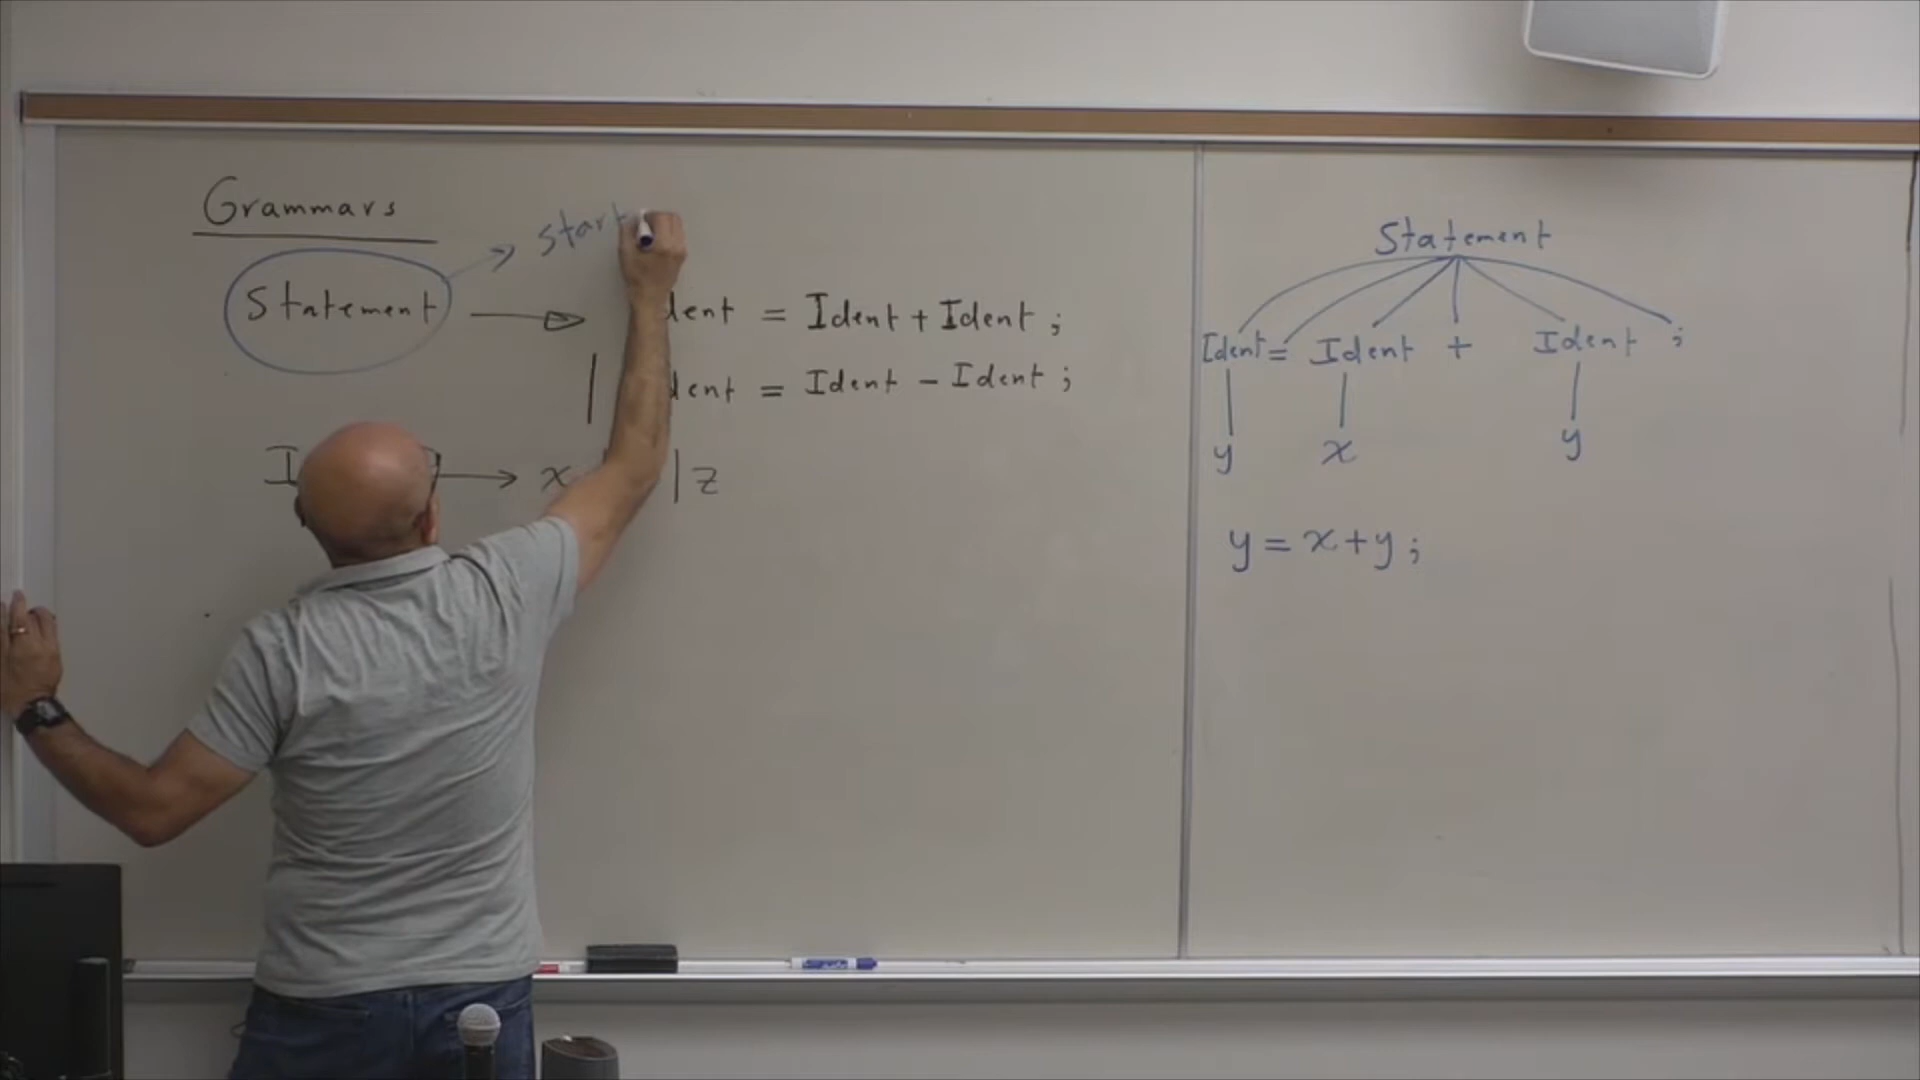 Grammars
start
Statement → Ident = Ident + Ident ;
| Ident = Ident - Ident ;
→ x | z
Statement
Ident = Ident + Ident ;
y x y
y = x + y ;